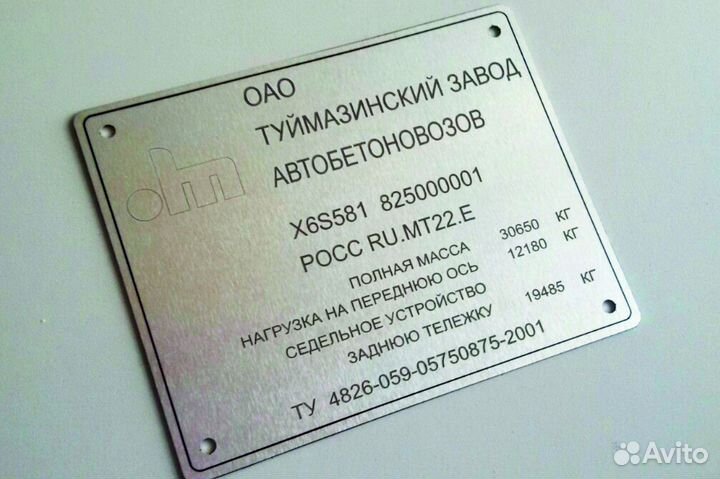 ОАО
ТУЙМАЗИНСКИЙ ЗАВОД
АВТОБЕТОНОВОЗОВ
X6S581 825000001
РОСС RU.MT22.E
ПОЛНАЯ МАССА 30650 КГ
НАГРУЗКА НА ПЕРЕДНЮЮ ОСЬ 12180 КГ
СЕДЕЛЬНОЕ УСТРОЙСТВО
ЗАДНЮЮ ТЕЛЕЖКУ 19485 КГ
ТУ 4826-059-05750875-2001
Avito